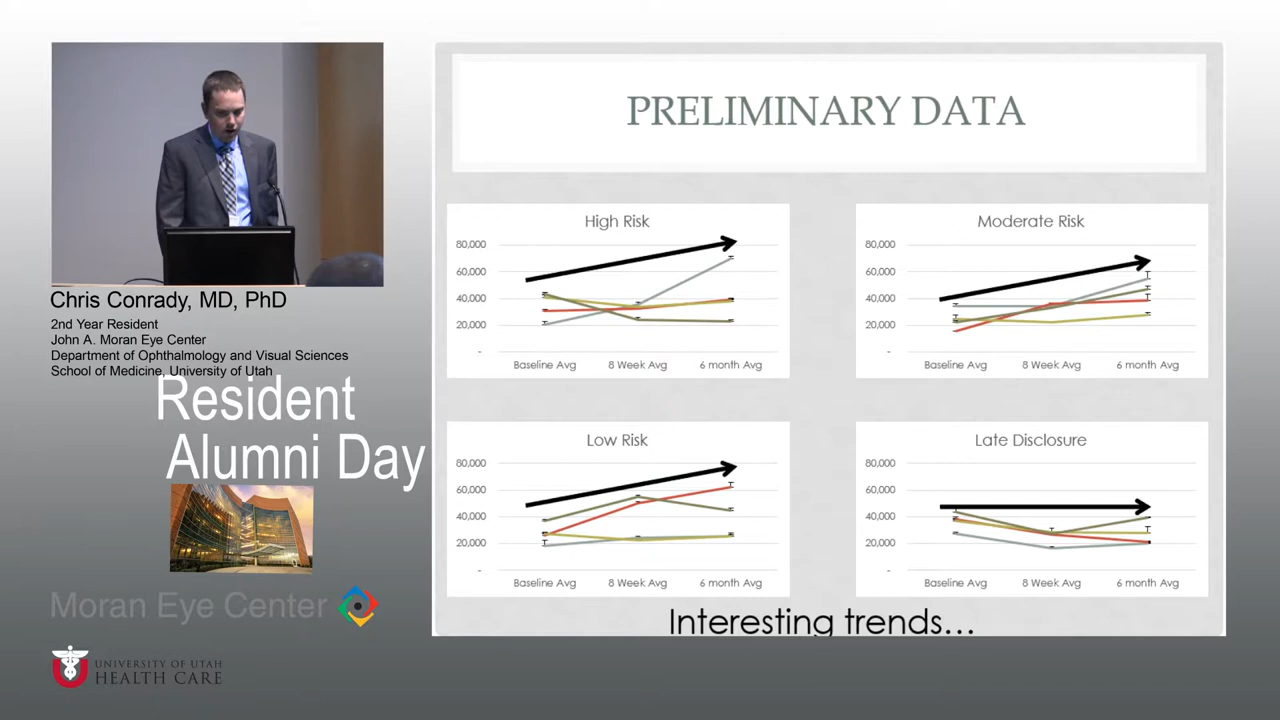 Chris Conrady, MD, PhD
2nd Year Resident
John A. Moran Eye Center
Department of Ophthalmology and Visual Sciences
School of Medicine, University of Utah
Resident
Alumni Day
Moran Eye Center
UNIVERSITY OF UTAH
HEALTH CARE
PRELIMINARY DATA
High Risk
80,000
60,000
40,000
20,000
-
Baseline Avg 8 Week Avg 6 month Avg
Moderate Risk
80,000
60,000
40,000
20,000
-
Baseline Avg 8 Week Avg 6 month Avg
Low Risk
80,000
60,000
40,000
20,000
-
Baseline Avg 8 Week Avg 6 month Avg
Late Disclosure
80,000
60,000
40,000
20,000
-
Baseline Avg 8 Week Avg 6 month Avg
Interesting trends...